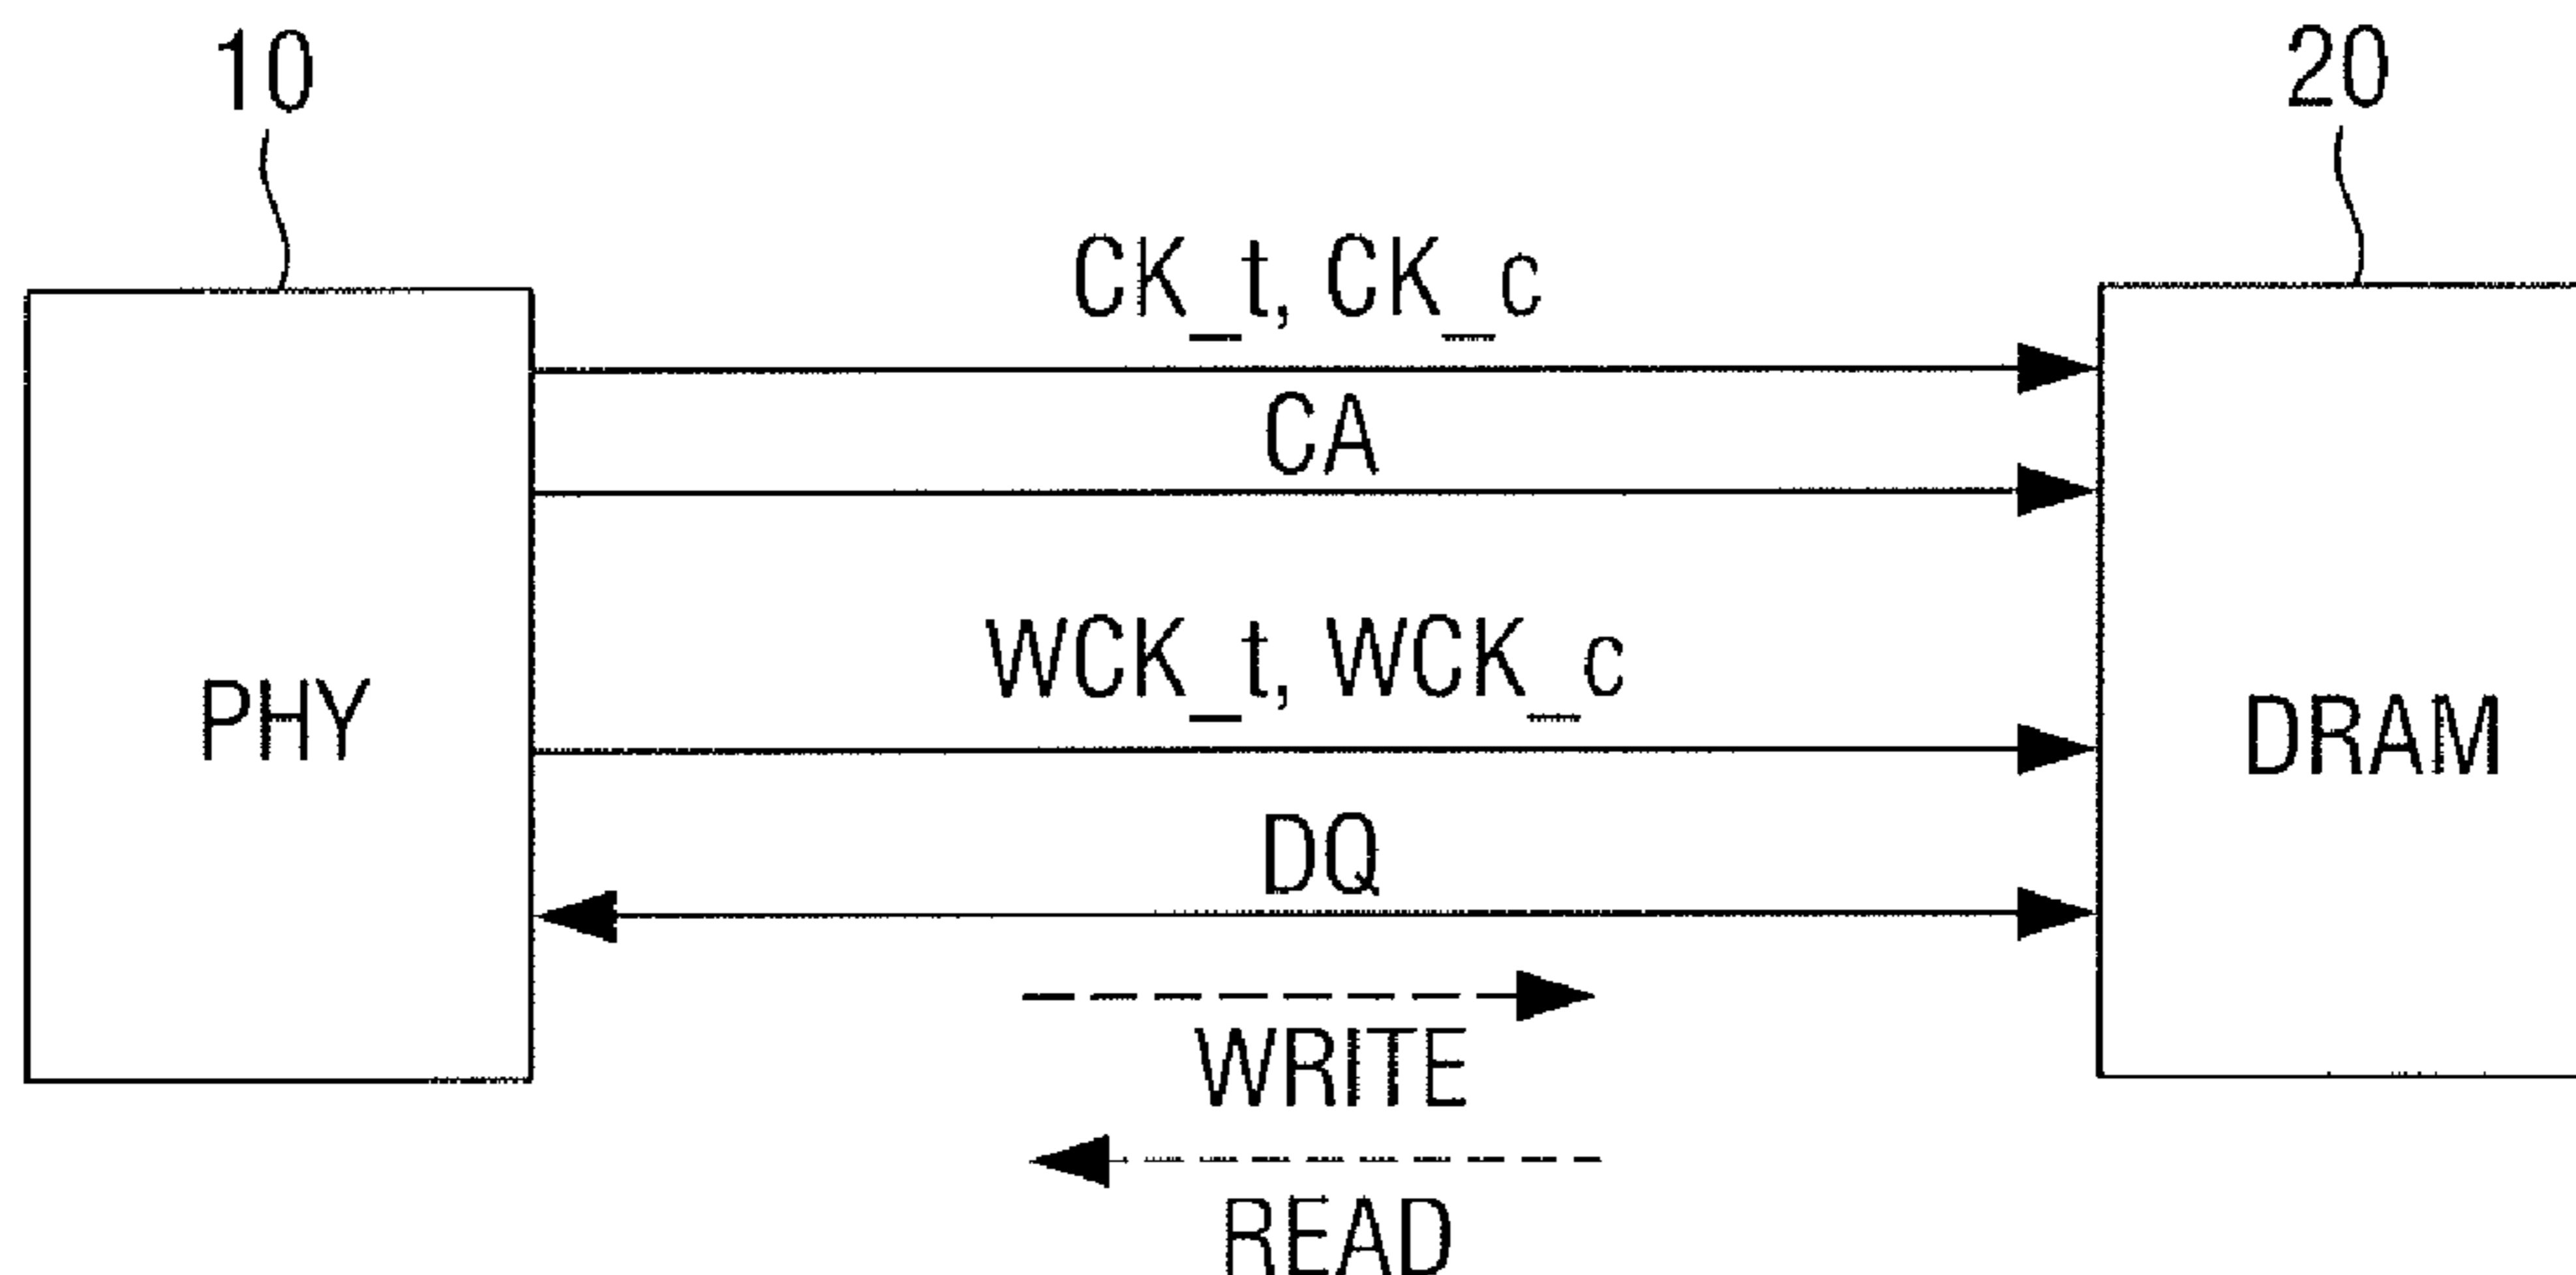 10
20
CK_t, CK_c
CA
WCK_t, WCK_c
PHY
DRAM
DQ
WRITE
READ